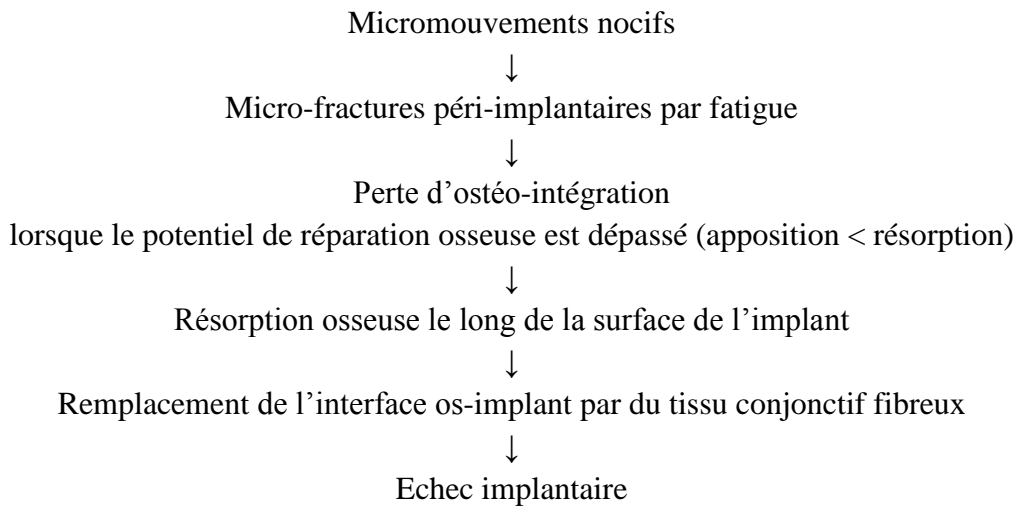 Micromouvements nocifs
↓
Micro-fractures péri-implantaires par fatigue
↓
Perte d'ostéo-intégration
lorsque le potentiel de réparation osseuse est dépassé (apposition < résorption)
↓
Résorption osseuse le long de la surface de l'implant
↓
Remplacement de l'interface os-implant par du tissu conjonctif fibreux
↓
Echec implantaire